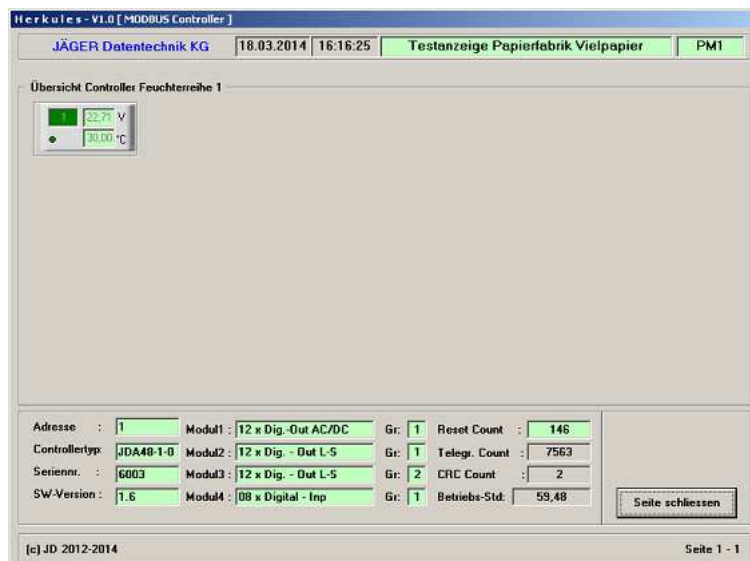 Herkules - V1.0 [ MODBUS Controller ]
JÄGER Datentechnik KG 18.03.2014 16:16:25 Testanzeige Papierfabrik Vielpapier PM1
Übersicht Controller Feuchterreihe 1
1 22,71 V
30,00 °C
Adresse : 1 Modul1 : 12 x Dig.-Out AC/DC Gr: 1 Reset Count : 146
Controllertyp: JDA48-1-0 Modul2 : 12 x Dig. - Out L-S Gr: 1 Telegr. Count : 7563
Seriennr. : 6003 Modul3 : 12 x Dig. - Out L-S Gr: 2 CRC Count : 2
SW-Version : 1.6 Modul4 : 08 x Digital - Inp Gr: 1 Betriebs-Std: 59,48
Seite schliessen
[c] JD 2012-2014 Seite 1 - 1